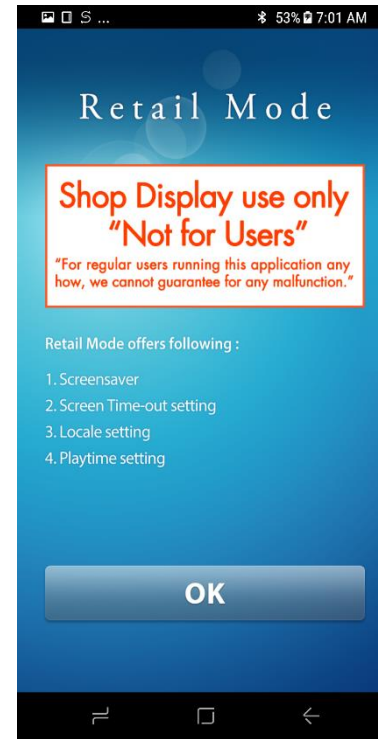 S ... 53% 7:01 AM
Retail Mode
Shop Display use only
“Not for Users”
“For regular users running this application any
how, we cannot guarantee for any malfunction.”
Retail Mode offers following :
1. Screensaver
2. Screen Time-out setting
3. Locale setting
4. Playtime setting
OK